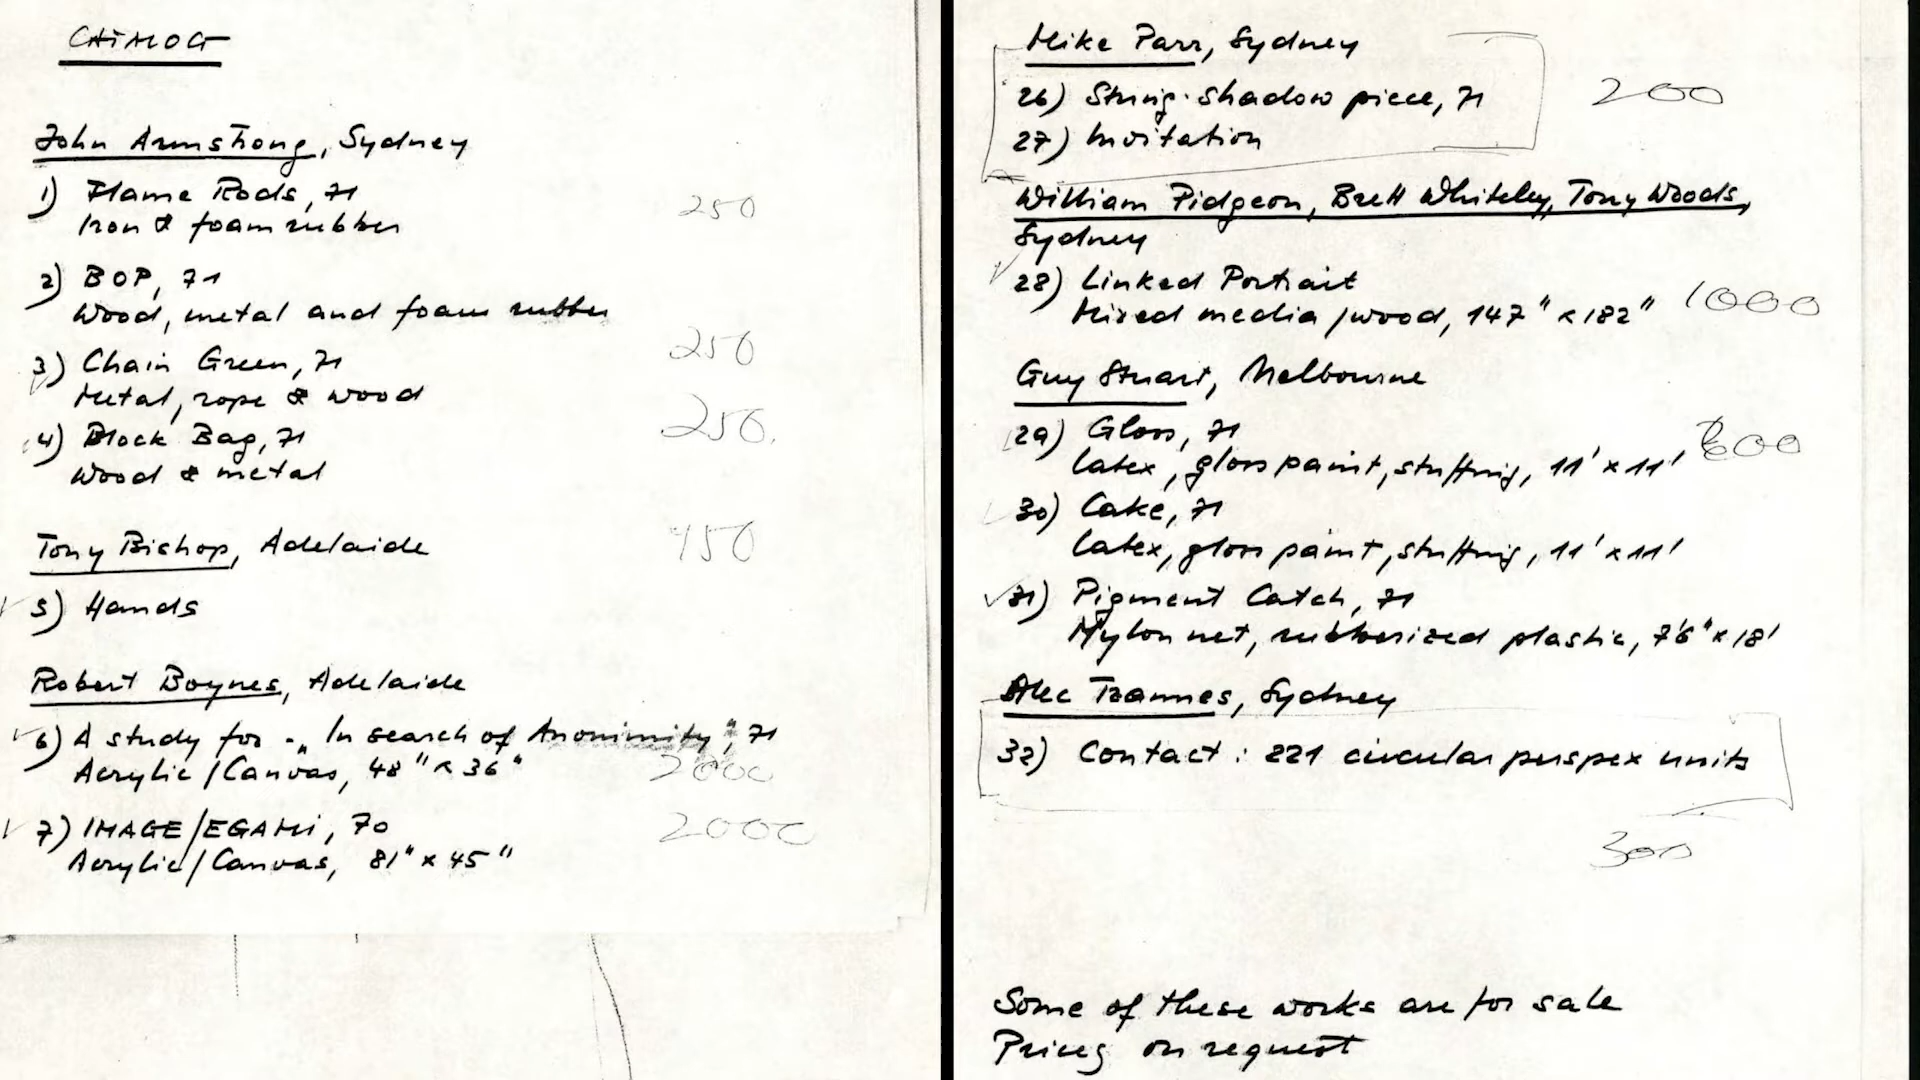 CATALOG
John Armstrong, Sydney
1) Flame Rods, 71
Iron & foam rubber
250
2) BOP, 71
Wood, metal and foam rubber
250
3) Chain Green, 71
Metal, rope & wood
250.
4) Block Bag, 71
Wood & metal
Tony Bishop, Adelaide
450
5) Hands
Robert Boynes, Adelaide
6) A study for - „In search of Anonimity", 71
Acrylic/Canvas, 48" x 36"
2000
7) IMAGE/EGAMi, 70
Acrylic/Canvas, 81" x 45"
2000
Mike Parr, Sydney
26) String-shadow piece, 71
200
27) Invitation
William Pidgeon, Brett Whiteley, Tony Woods,
Sydney
28) Linked Portrait
Mixed media/wood, 147" x 182"
1000
Guy Stuart, Melbourne
29) Gloss, 71
Latex, gloss paint, stuffing, 11' x 11'
600
30) Cake, 71
Latex, gloss paint, stuffing, 11' x 11'
31) Pigment Catch, 71
Nylon net, rubberized plastic, 7'6" x 18'
Alec Tzannes, Sydney
32) Contact : 221 circular perspex units
300
Some of these works are for sale
Prices on request